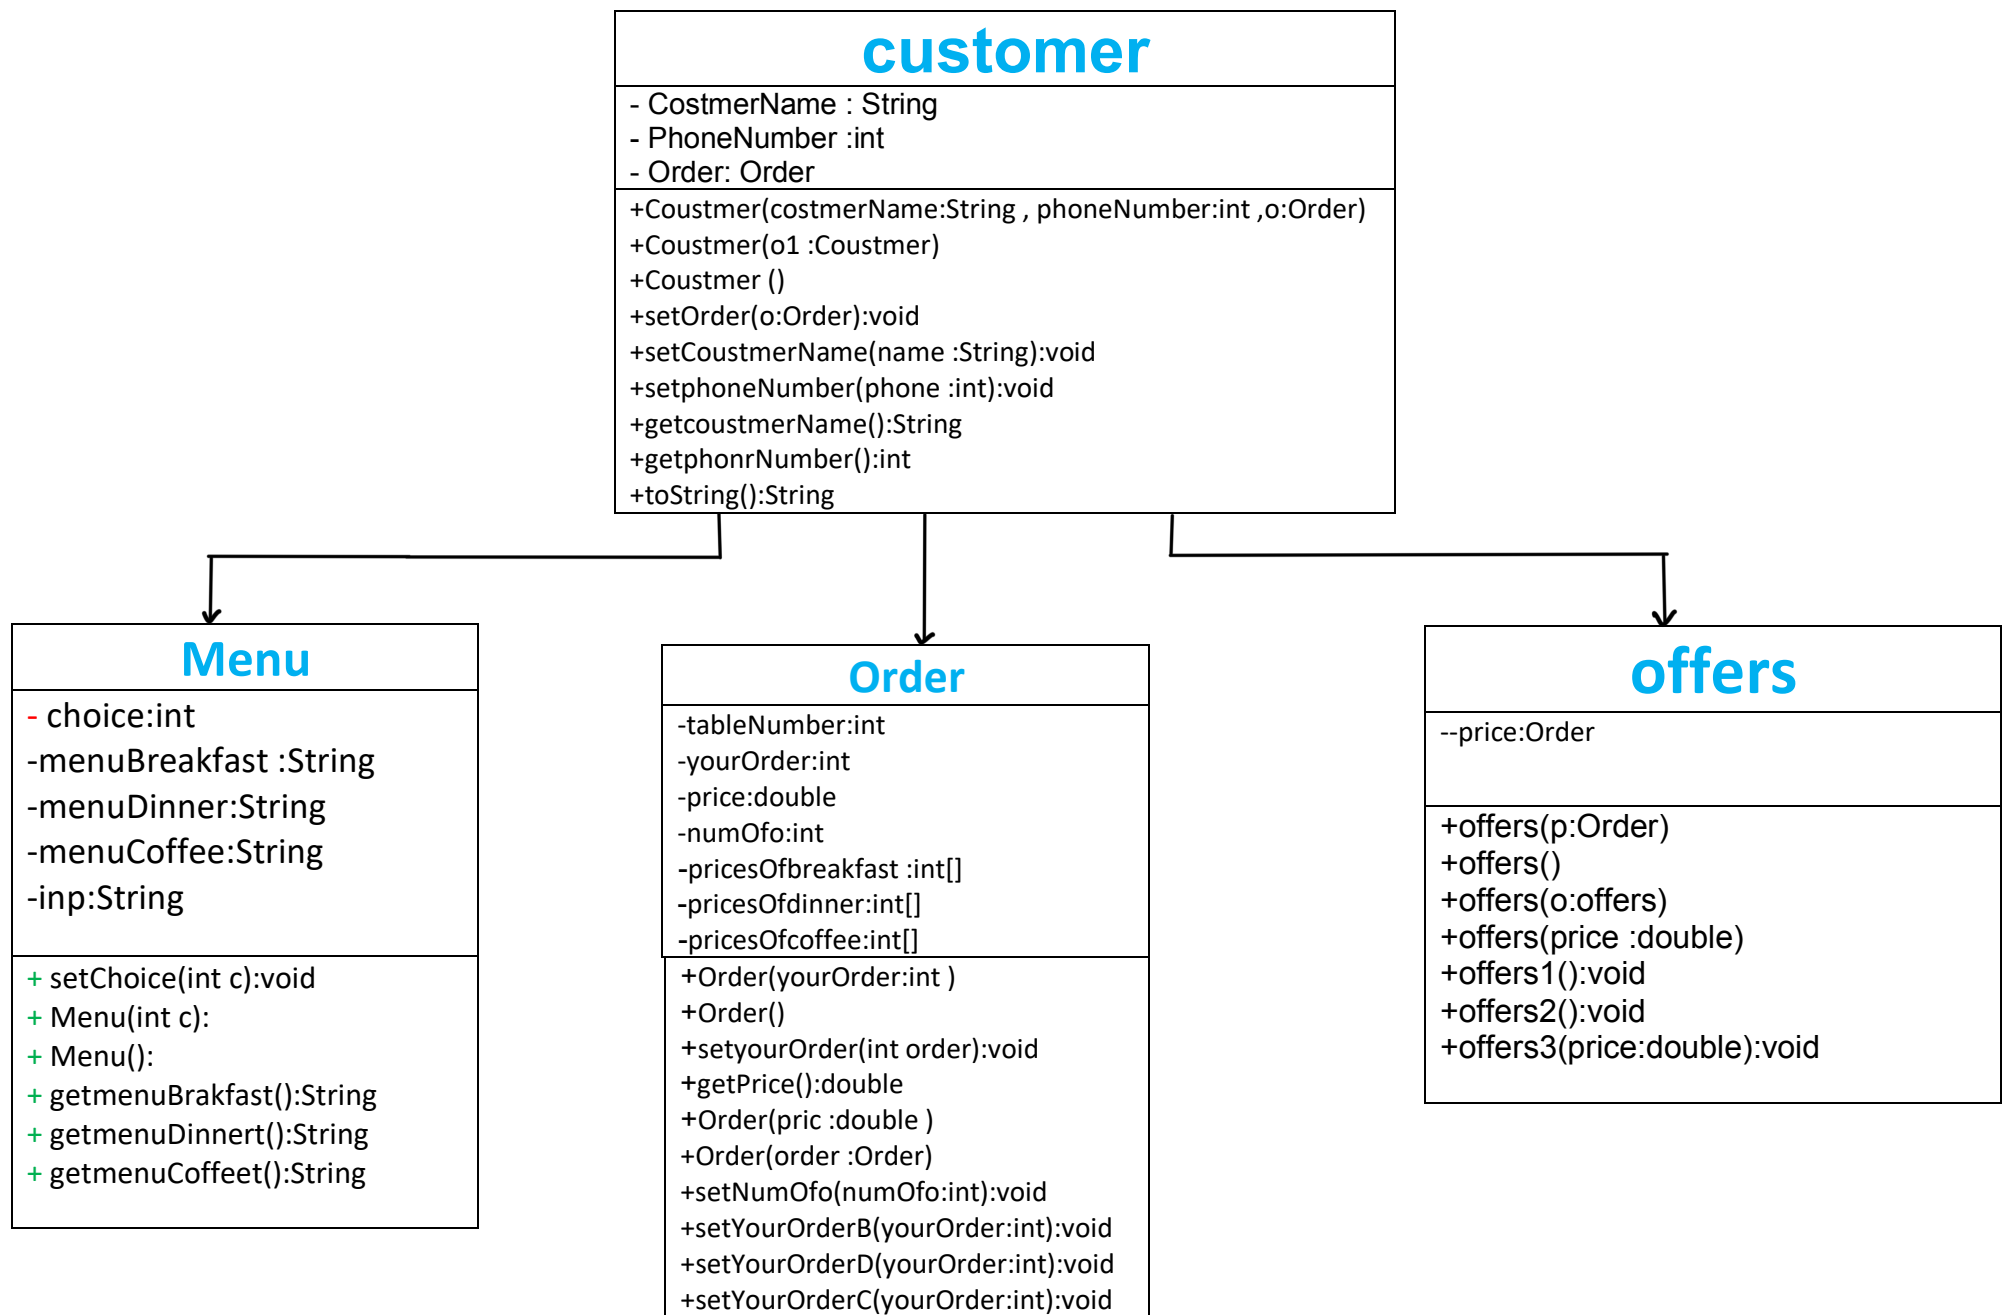 customer
- CostmerName : String
- PhoneNumber :int
- Order: Order
+Coustmer(costmerName:String , phoneNumber:int ,o:Order)
+Coustmer(o1 :Coustmer)
+Coustmer ()
+setOrder(o:Order):void
+setCoustmerName(name :String):void
+setphoneNumber(phone :int):void
+getcoustmerName():String
+getphonrNumber():int
+toString():String
Menu
- choice:int
-menuBreakfast :String
-menuDinner:String
-menuCoffee:String
-inp:String
+ setChoice(int c):void
+ Menu(int c):
+ Menu():
+ getmenuBrakfast():String
+ getmenuDinnert():String
+ getmenuCoffeet():String
Order
-tableNumber:int
-yourOrder:int
-price:double
-numOfo:int
-pricesOfbreakfast :int[]
-pricesOfdinner:int[]
-pricesOfcoffee:int[]
+Order(yourOrder:int )
+Order()
+setyourOrder(int order):void
+getPrice():double
+Order(pric :double )
+Order(order :Order)
+setNumOfo(numOfo:int):void
+setYourOrderB(yourOrder:int):void
+setYourOrderD(yourOrder:int):void
+setYourOrderC(yourOrder:int):void
offers
--price:Order
+offers(p:Order)
+offers()
+offers(o:offers)
+offers(price :double)
+offers1():void
+offers2():void
+offers3(price:double):void